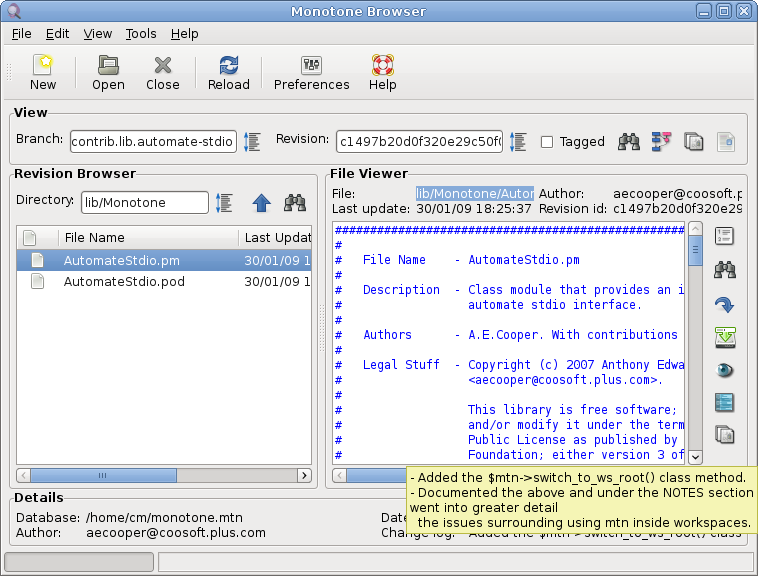 Monotone Browser
File Edit View Tools Help
New Open Close Reload Preferences Help
View
Branch: contrib.lib.automate-stdio Revision: c1497b20d0f320e29c50f Tagged
Revision Browser
Directory: lib/Monotone
File Name Last Updat
AutomateStdio.pm 30/01/09 1
AutomateStdio.pod 30/01/09 1
File Viewer
File: lib/Monotone/Autor Author: aecooper@coosoft.p
Last update: 30/01/09 18:25:37 Revision id: c1497b20d0f320e29
##################################################
#
# File Name - AutomateStdio.pm
#
# Description - Class module that provides an i
# automate stdio interface.
#
# Authors - A.E.Cooper. With contributions
#
# Legal Stuff - Copyright (c) 2007 Anthony Edwa
# <aecooper@coosoft.plus.com>.
#
# This library is free software;
# and/or modify it under the term
# Public License as published by
# Foundation; either version 3 of
- Added the $mtn->switch_to_ws_root() class method.
- Documented the above and under the NOTES section
went into greater detail
the issues surrounding using mtn inside workspaces.
Details
Database: /home/cm/monotone.mtn Date
Author: aecooper@coosoft.plus.com Change log: - Added the $mtn->switch_to_ws_root() class